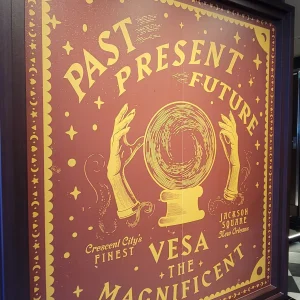 PAST
PRESENT
FUTURE
Crescent City's
FINEST
JACKSON
SQUARE
New Orleans
VESA
THE
MAGNIFICENT